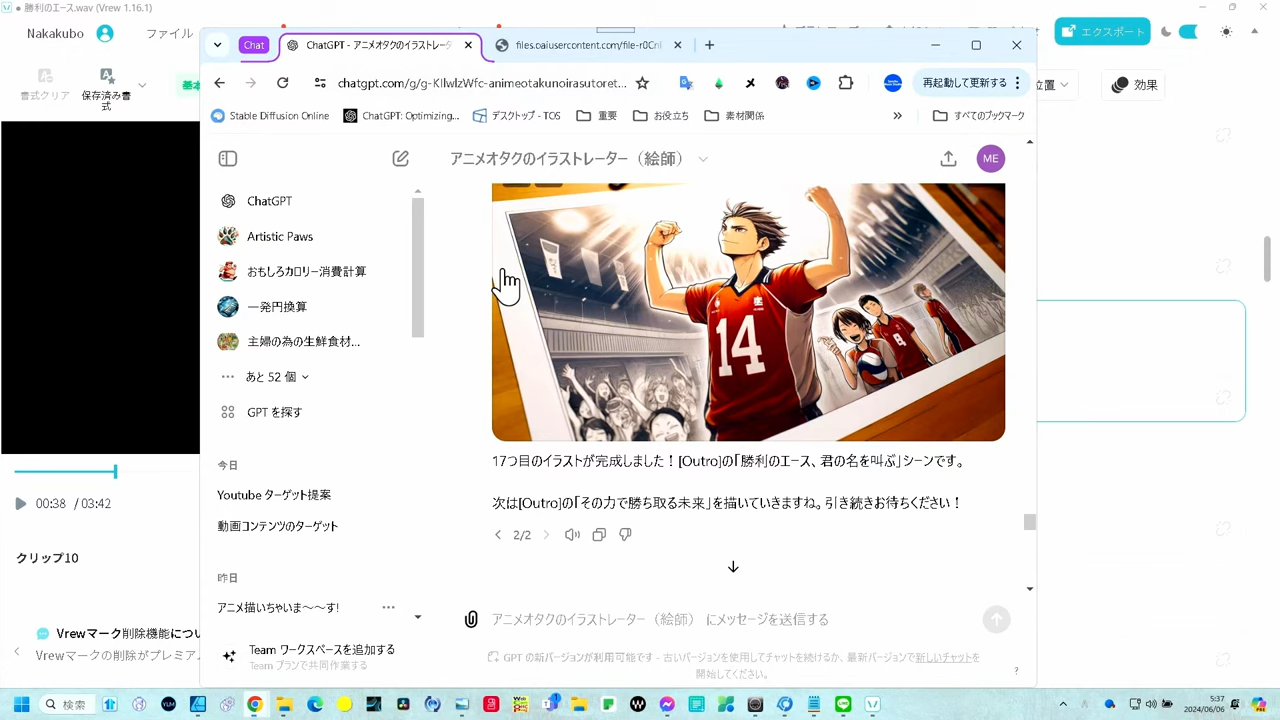 ● 勝利のエース.wav (Vrew 1.16.1)
Nakakubo
ファイル
エクスポート
書式クリア
保存済み書式
基本
位置
効果
Chat
ChatGPT - アニメオタクのイラストレータ
files.oaiusercontent.com/file-r0Cnl
chatgpt.com/g/g-KIIwlzWfc-animeotakunoirasutoret...
再起動して更新する
Stable Diffusion Online
ChatGPT: Optimizing...
デスクトップ - TOS
重要
お役立ち
素材関係
»
すべてのブックマーク
アニメオタクのイラストレーター（絵師）
ME
ChatGPT
Artistic Paws
おもしろカロリー消費計算
一発円換算
主婦の為の生鮮食材...
あと 52 個
GPT を探す
今日
Youtube ターゲット提案
動画コンテンツのターゲット
昨日
アニメ描いちゃいま〜〜す!
Team ワークスペースを追加する
Team プランで共同作業する
14
17つ目のイラストが完成しました！[Outro]の「勝利のエース、君の名を叫ぶ」シーンです。
次は[Outro]の「その力で勝ち取る未来」を描いていきますね。引き続きお待ちください！
2/2
アニメオタクのイラストレーター（絵師） にメッセージを送信する
GPT の新バージョンが利用可能です - 古いバージョンを使用してチャットを続けるか、最新バージョンで新しいチャットを
開始してください。
?
00:38 / 03:42
クリップ10
Vrewマーク削除機能につい
Vrewマークの削除がプレミア
検索
5:37
2024/06/06